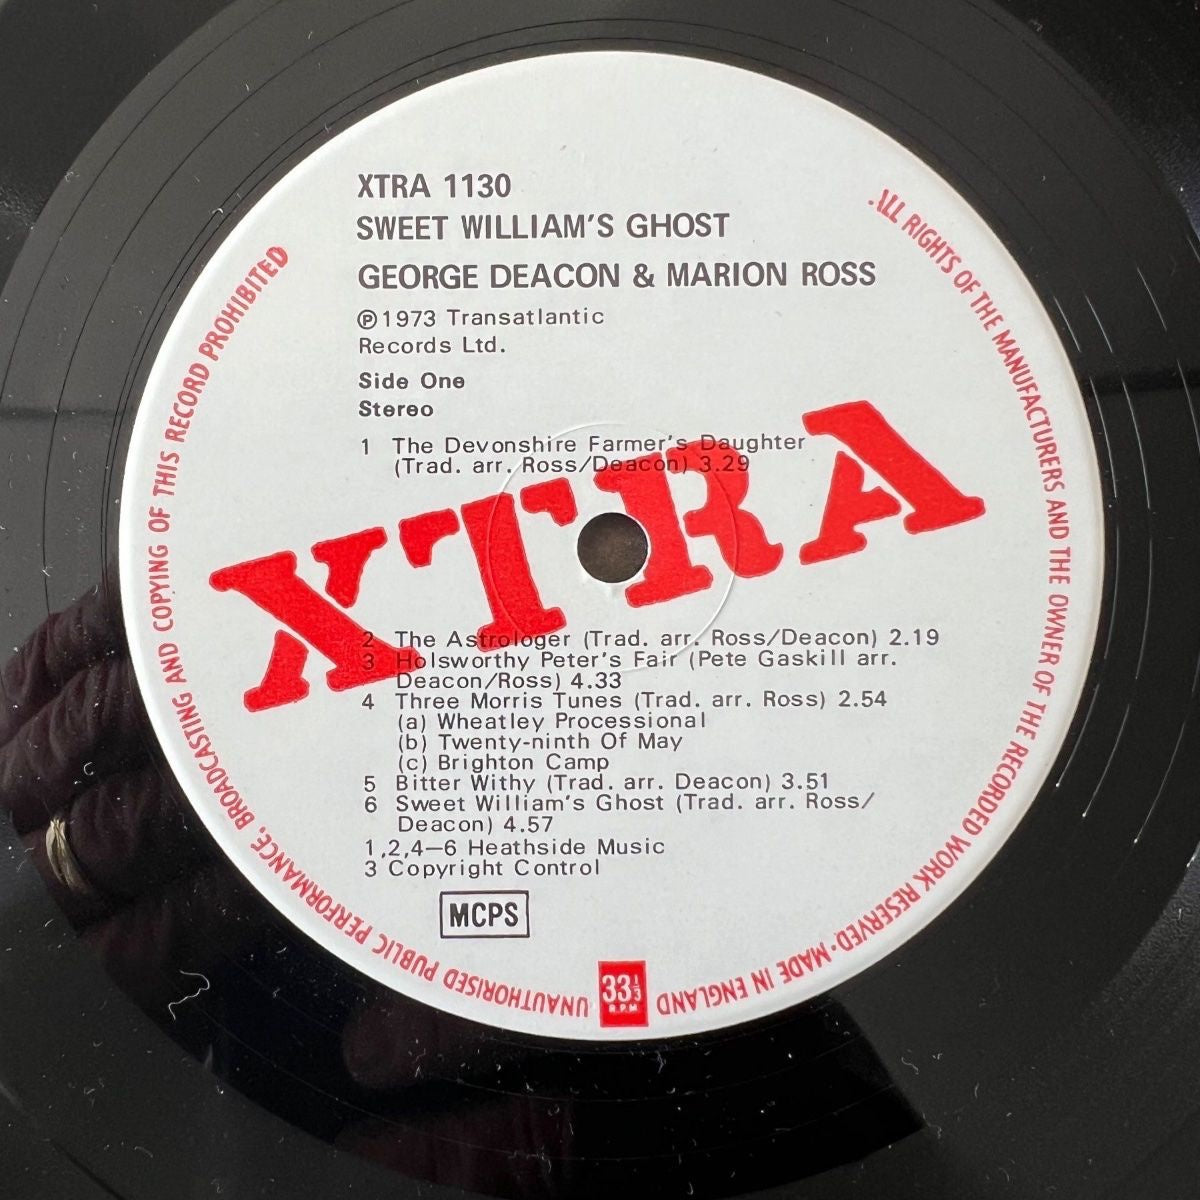 XTRA 1130
SWEET WILLIAM'S GHOST
GEORGE DEACON & MARION ROSS
℗1973 Transatlantic
Records Ltd.
Side One
Stereo
1 The Devonshire Farmer's Daughter
(Trad. arr. Ross/Deacon) 3.29
XTRA
2 The Astrologer (Trad. arr. Ross/Deacon) 2.19
3 Holsworthy Peter's Fair (Pete Gaskill arr.
Deacon/Ross) 4.33
4 Three Morris Tunes (Trad. arr. Ross) 2.54
(a) Wheatley Processional
(b) Twenty-ninth Of May
(c) Brighton Camp
5 Bitter Withy (Trad. arr. Deacon) 3.51
6 Sweet William's Ghost (Trad. arr. Ross/
Deacon) 4.57
1,2,4–6 Heathside Music
3 Copyright Control
MCPS
33⅓
R.P.M
· ALL RIGHTS OF THE MANUFACTURERS AND THE OWNER OF THE RECORDED WORK RESERVED · MADE IN ENGLAND
UNAUTHORISED PUBLIC PERFORMANCE, BROADCASTING AND COPYING OF THIS RECORD PROHIBITED